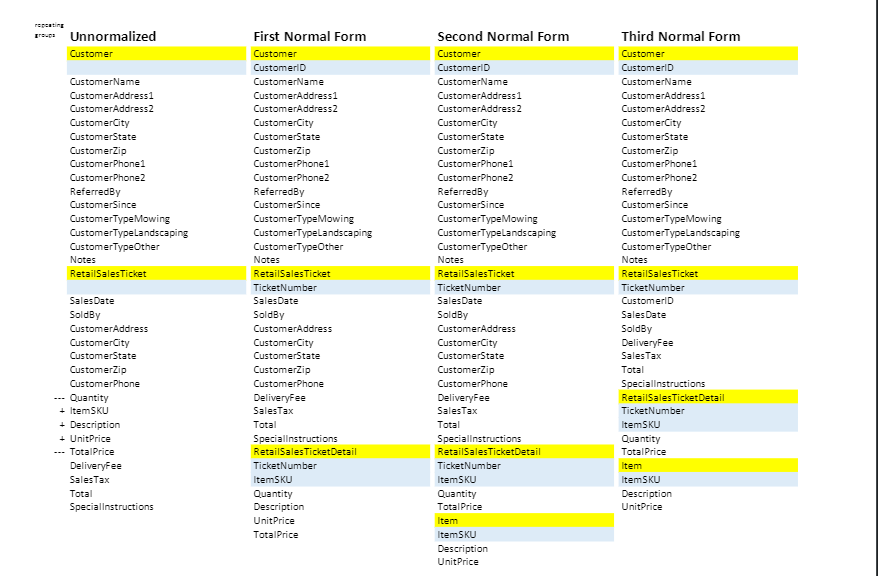 repeating
groups
Unnormalized First Normal Form Second Normal Form Third Normal Form
Customer Customer Customer Customer
CustomerID CustomerID CustomerID
CustomerName CustomerName CustomerName CustomerName
CustomerAddress1 CustomerAddress1 CustomerAddress1 CustomerAddress1
CustomerAddress2 CustomerAddress2 CustomerAddress2 CustomerAddress2
CustomerCity CustomerCity CustomerCity CustomerCity
CustomerState CustomerState CustomerState CustomerState
CustomerZip CustomerZip CustomerZip CustomerZip
CustomerPhone1 CustomerPhone1 CustomerPhone1 CustomerPhone1
CustomerPhone2 CustomerPhone2 CustomerPhone2 CustomerPhone2
ReferredBy ReferredBy ReferredBy ReferredBy
CustomerSince CustomerSince CustomerSince CustomerSince
CustomerTypeMowing CustomerTypeMowing CustomerTypeMowing CustomerTypeMowing
CustomerTypeLandscaping CustomerTypeLandscaping CustomerTypeLandscaping CustomerTypeLandscaping
CustomerTypeOther CustomerTypeOther CustomerTypeOther CustomerTypeOther
Notes Notes Notes Notes
RetailSalesTicket RetailSalesTicket RetailSalesTicket RetailSalesTicket
TicketNumber TicketNumber TicketNumber
SalesDate SalesDate SalesDate CustomerID
SoldBy SoldBy SoldBy SalesDate
CustomerAddress CustomerAddress CustomerAddress SoldBy
CustomerCity CustomerCity CustomerCity DeliveryFee
CustomerState CustomerState CustomerState SalesTax
CustomerZip CustomerZip CustomerZip Total
CustomerPhone CustomerPhone CustomerPhone SpecialInstructions
--- Quantity DeliveryFee DeliveryFee RetailSalesTicketDetail
+ ItemSKU SalesTax SalesTax TicketNumber
+ Description Total Total ItemSKU
+ UnitPrice SpecialInstructions SpecialInstructions Quantity
--- TotalPrice RetailSalesTicketDetail RetailSalesTicketDetail TotalPrice
DeliveryFee TicketNumber TicketNumber Item
SalesTax ItemSKU ItemSKU ItemSKU
Total Quantity Quantity Description
SpecialInstructions Description TotalPrice UnitPrice
UnitPrice Item
TotalPrice ItemSKU
Description
UnitPrice